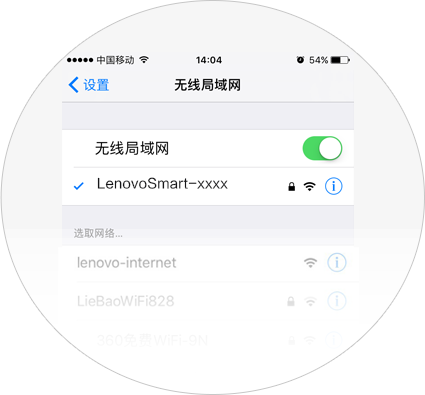 中国移动 14:04 54%
设置 无线局域网
无线局域网
LenovoSmart-xxxx
选取网络...
lenovo-internet
LieBaoWiFi828
360免费WiFi-9N